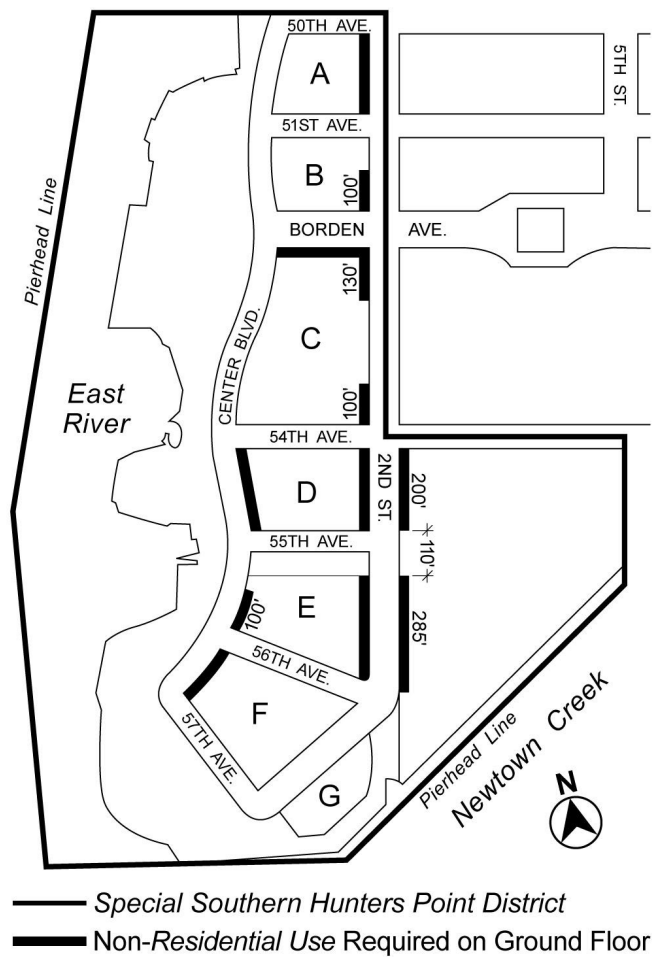 50TH AVE.
A
5TH ST.
51ST AVE.
B
100'
BORDEN AVE.
Pierhead Line
130'
C
CENTER BLVD.
100'
East
River
54TH AVE.
2ND ST.
D
200'
55TH AVE.
110'
E
100'
285'
56TH AVE.
F
57TH AVE.
G
Pierhead Line
Newtown Creek
N
Special Southern Hunters Point District
Non-Residential Use Required on Ground Floor